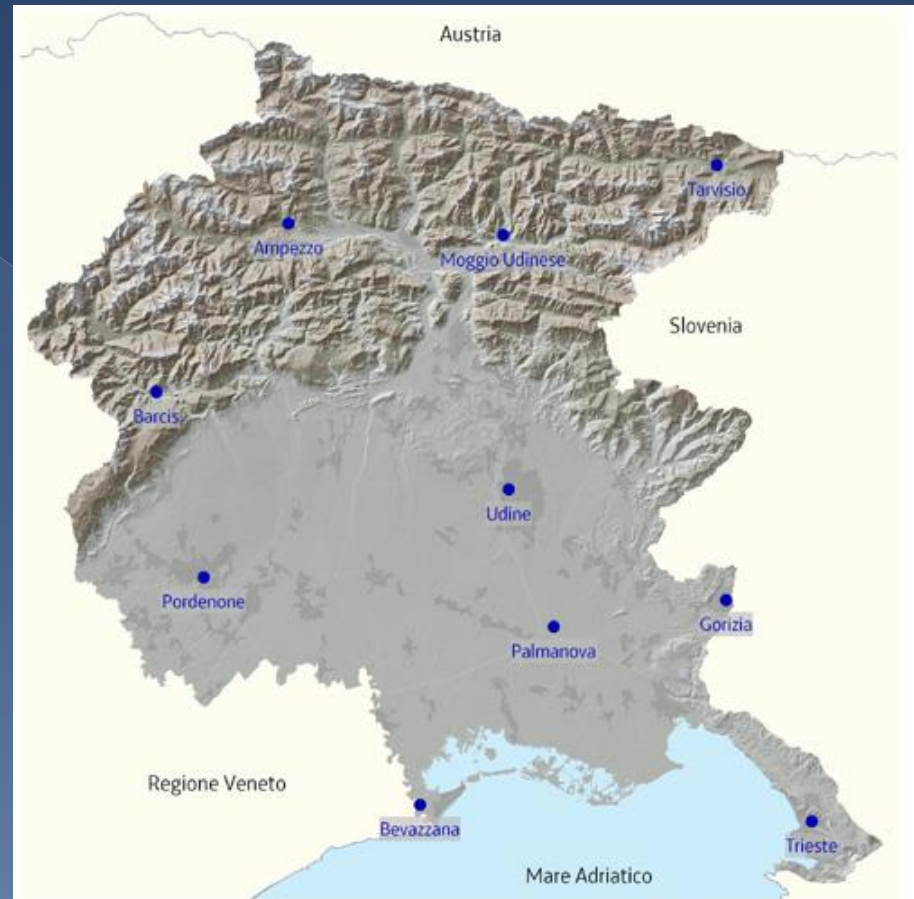 Austria
Tarvisio
Ampezzo
Moggio Udinese
Slovenia
Barcis
Udine
Pordenone
Gorizia
Palmanova
Regione Veneto
Bevazzana
Trieste
Mare Adriatico